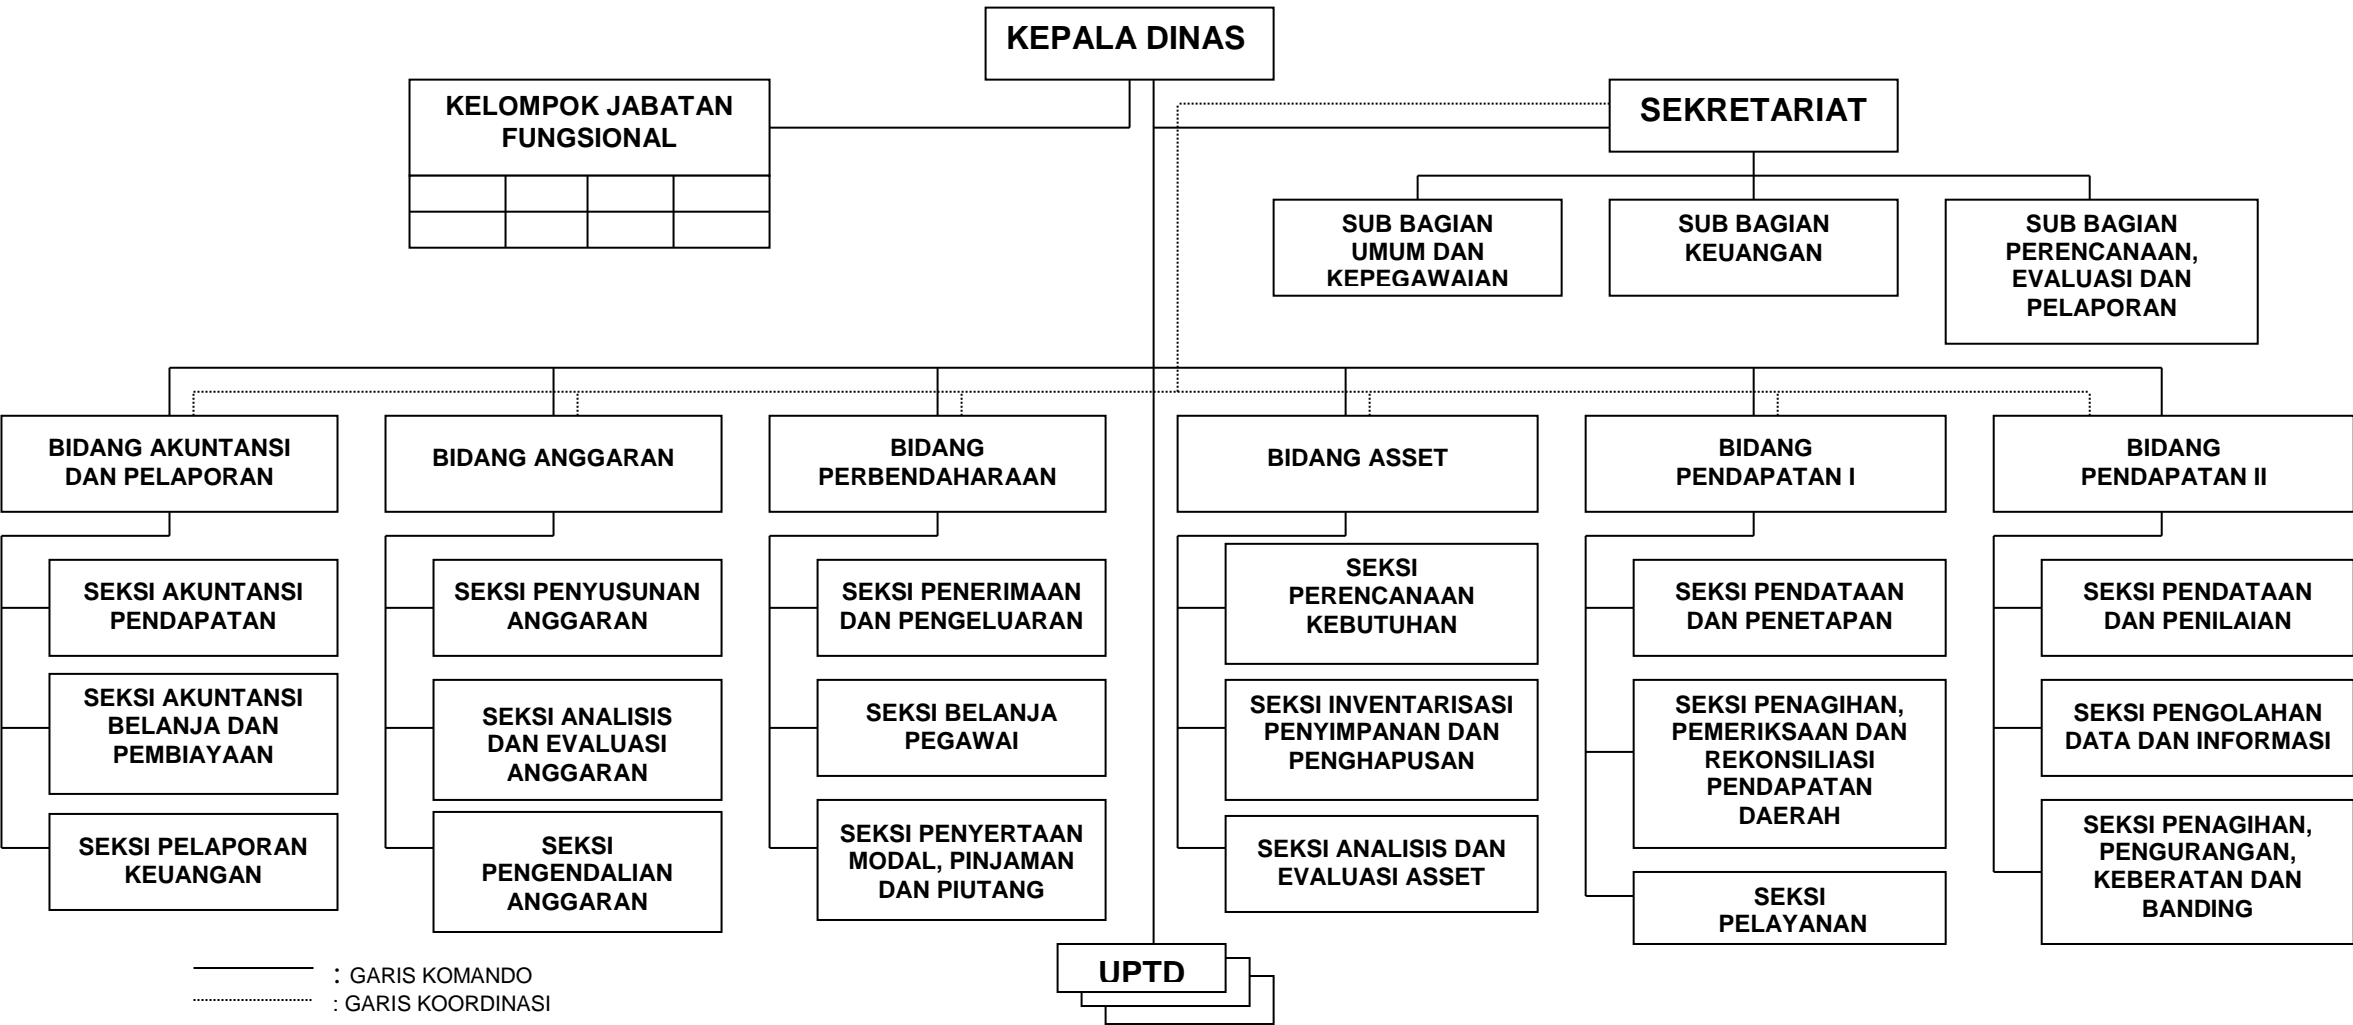 KEPALA DINAS
KELOMPOK JABATAN
FUNGSIONAL
SEKRETARIAT
SUB BAGIAN
UMUM DAN
KEPEGAWAIAN
SUB BAGIAN
KEUANGAN
SUB BAGIAN
PERENCANAAN,
EVALUASI DAN
PELAPORAN
BIDANG AKUNTANSI
DAN PELAPORAN
BIDANG ANGGARAN
BIDANG
PERBENDAHARAAN
BIDANG ASSET
BIDANG
PENDAPATAN I
BIDANG
PENDAPATAN II
SEKSI AKUNTANSI
PENDAPATAN
SEKSI AKUNTANSI
BELANJA DAN
PEMBIAYAAN
SEKSI PELAPORAN
KEUANGAN
SEKSI PENYUSUNAN
ANGGARAN
SEKSI ANALISIS
DAN EVALUASI
ANGGARAN
SEKSI
PENGENDALIAN
ANGGARAN
SEKSI PENERIMAAN
DAN PENGELUARAN
SEKSI BELANJA
PEGAWAI
SEKSI PENYERTAAN
MODAL, PINJAMAN
DAN PIUTANG
SEKSI
PERENCANAAN
KEBUTUHAN
SEKSI INVENTARISASI
PENYIMPANAN DAN
PENGHAPUSAN
SEKSI ANALISIS DAN
EVALUASI ASSET
SEKSI PENDATAAN
DAN PENETAPAN
SEKSI PENAGIHAN,
PEMERIKSAAN DAN
REKONSILIASI
PENDAPATAN
DAERAH
SEKSI
PELAYANAN
SEKSI PENDATAAN
DAN PENILAIAN
SEKSI PENGOLAHAN
DATA DAN INFORMASI
SEKSI PENAGIHAN,
PENGURANGAN,
KEBERATAN DAN
BANDING
UPTD
: GARIS KOMANDO
: GARIS KOORDINASI